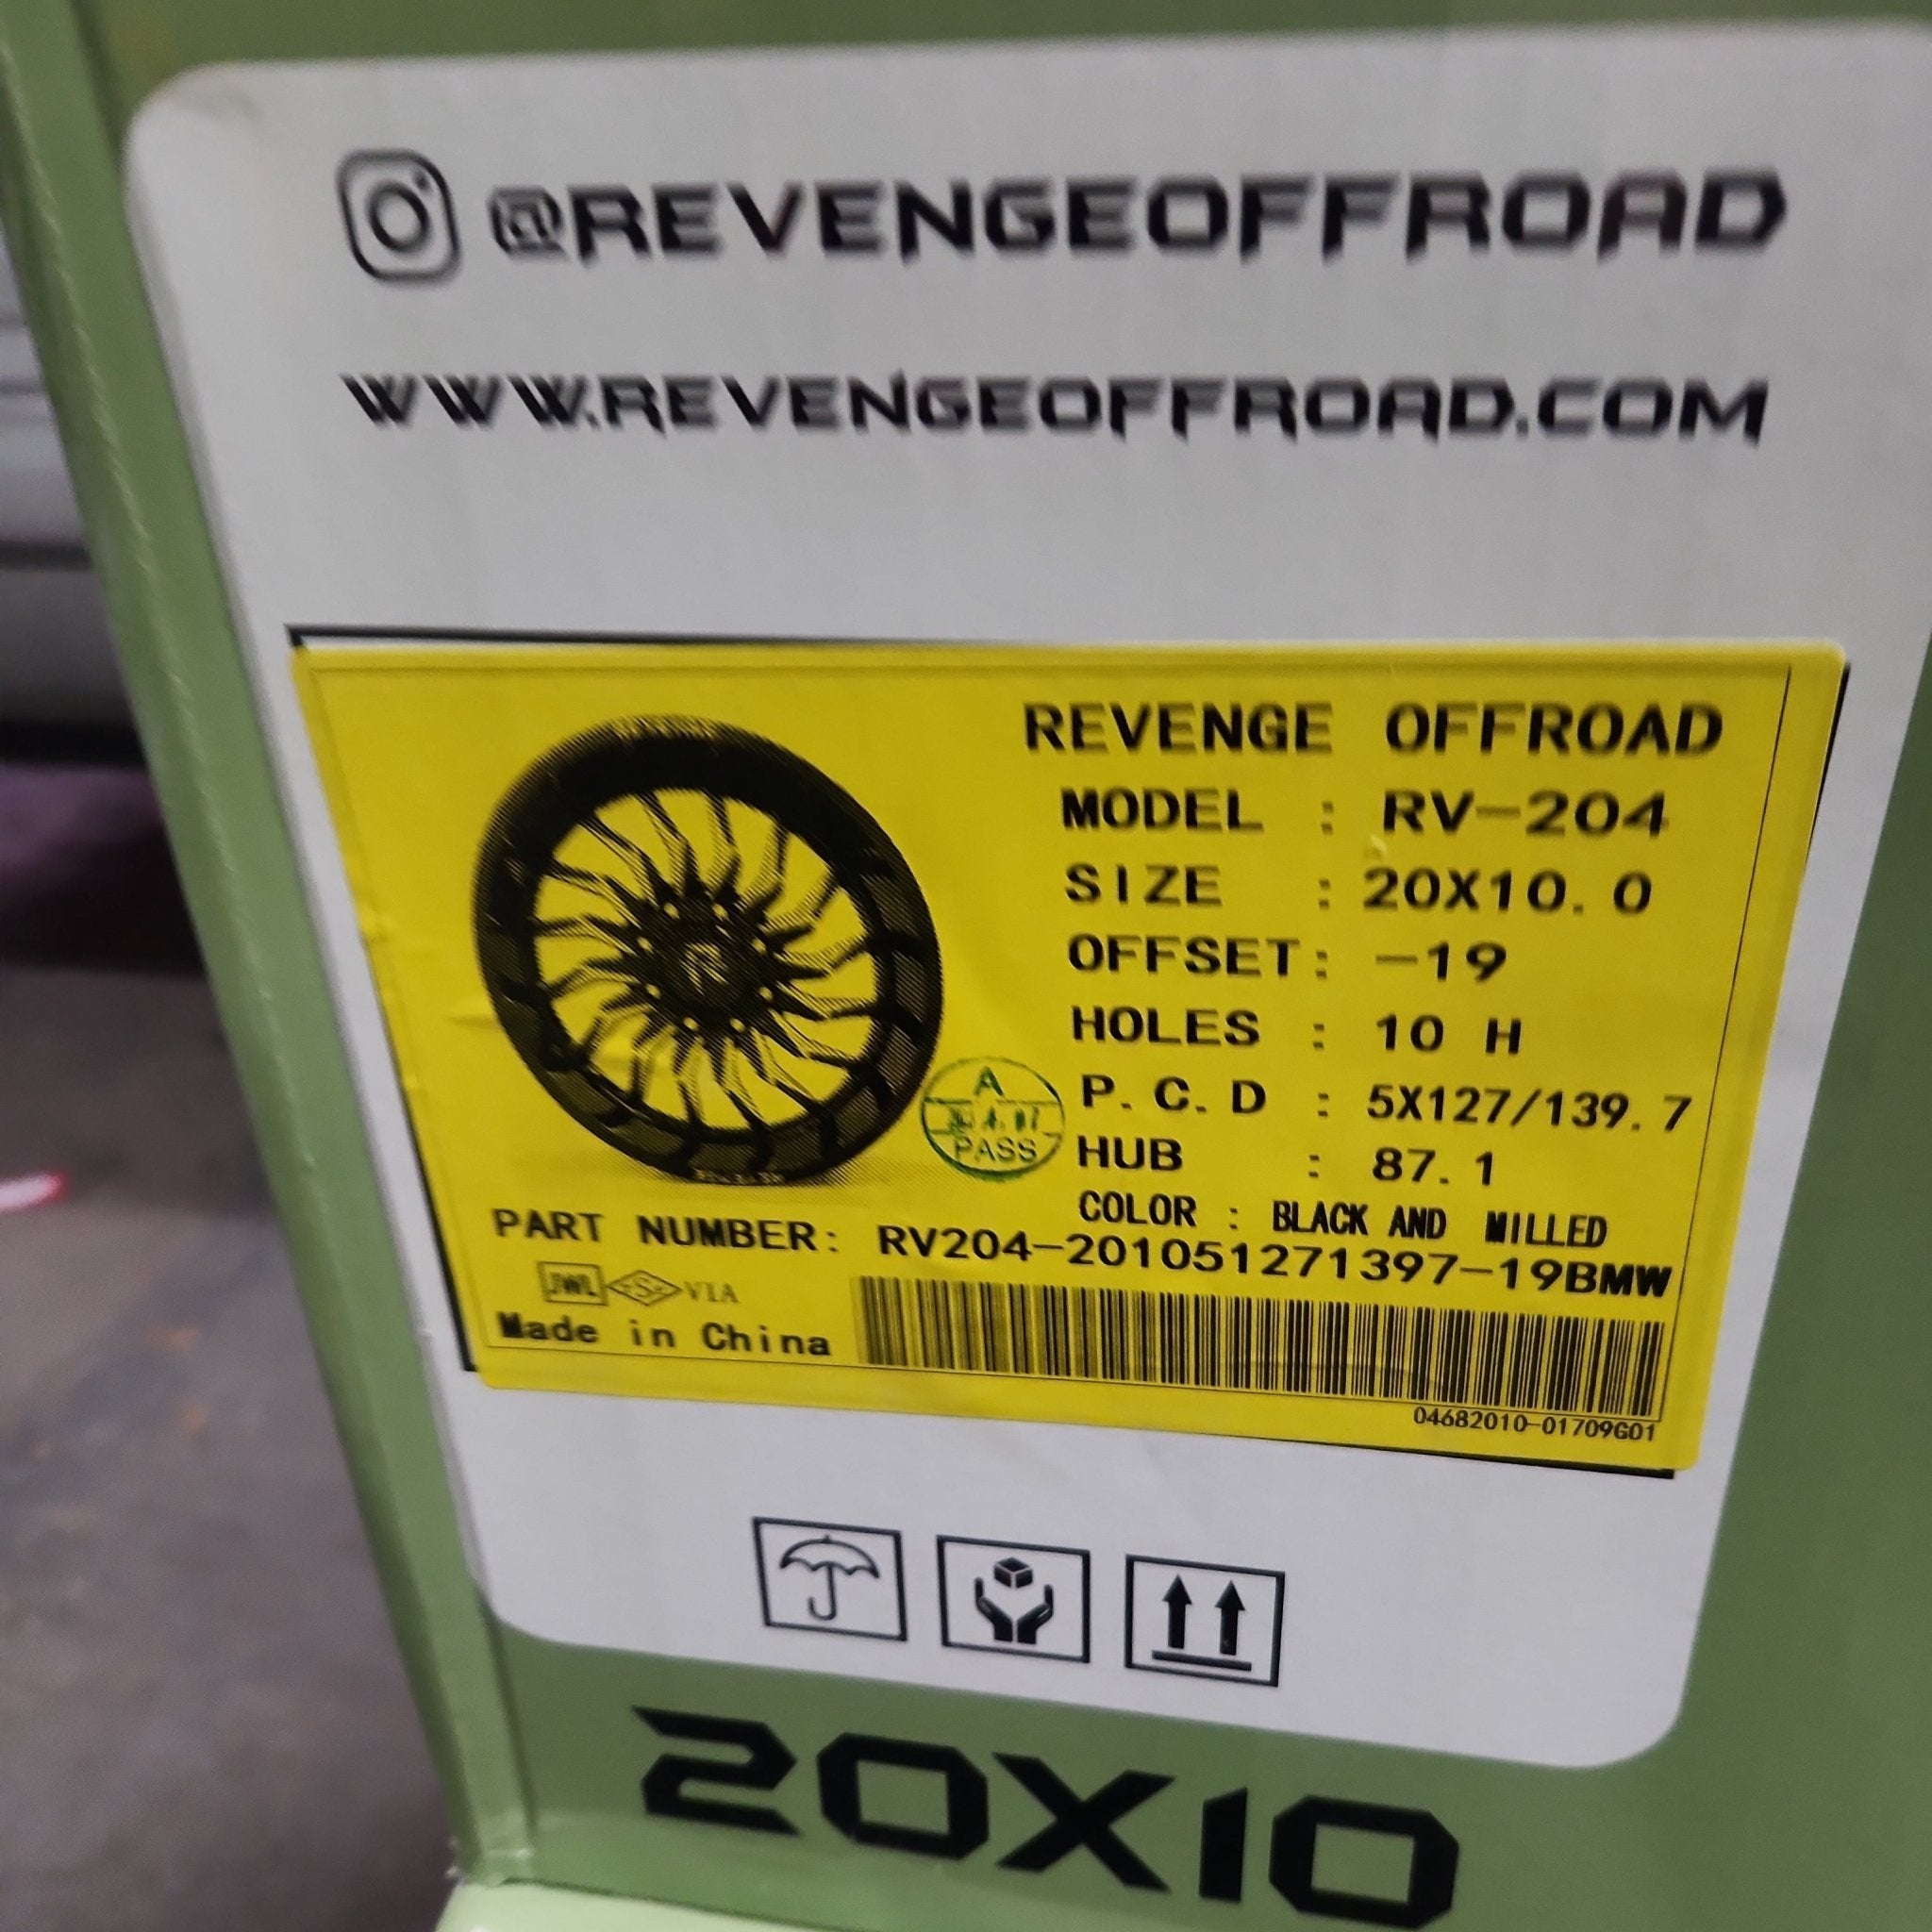 @REVENGEOFFROAD
WWW.REVENGEOFFROAD.COM
REVENGE OFFROAD
MODEL : RV-204
SIZE : 20X10.0
OFFSET: -19
HOLES : 10 H
P.C.D : 5X127/139.7
HUB : 87.1
COLOR : BLACK AND MILLED
A
PASS
PART NUMBER: RV204-201051271397-19BMW
JWL VIA
Made in China
04682010-01709G01
20X10